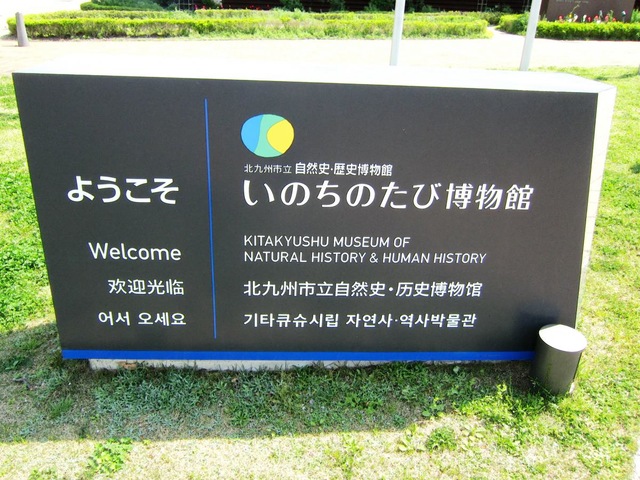 ようこそ
Welcome
欢迎光临
어서 오세요
北九州市立 自然史・歴史博物館
いのちのたび博物館
KITAKYUSHU MUSEUM OF
NATURAL HISTORY & HUMAN HISTORY
北九州市立自然史・历史博物馆
기타큐슈시립 자연사·역사박물관